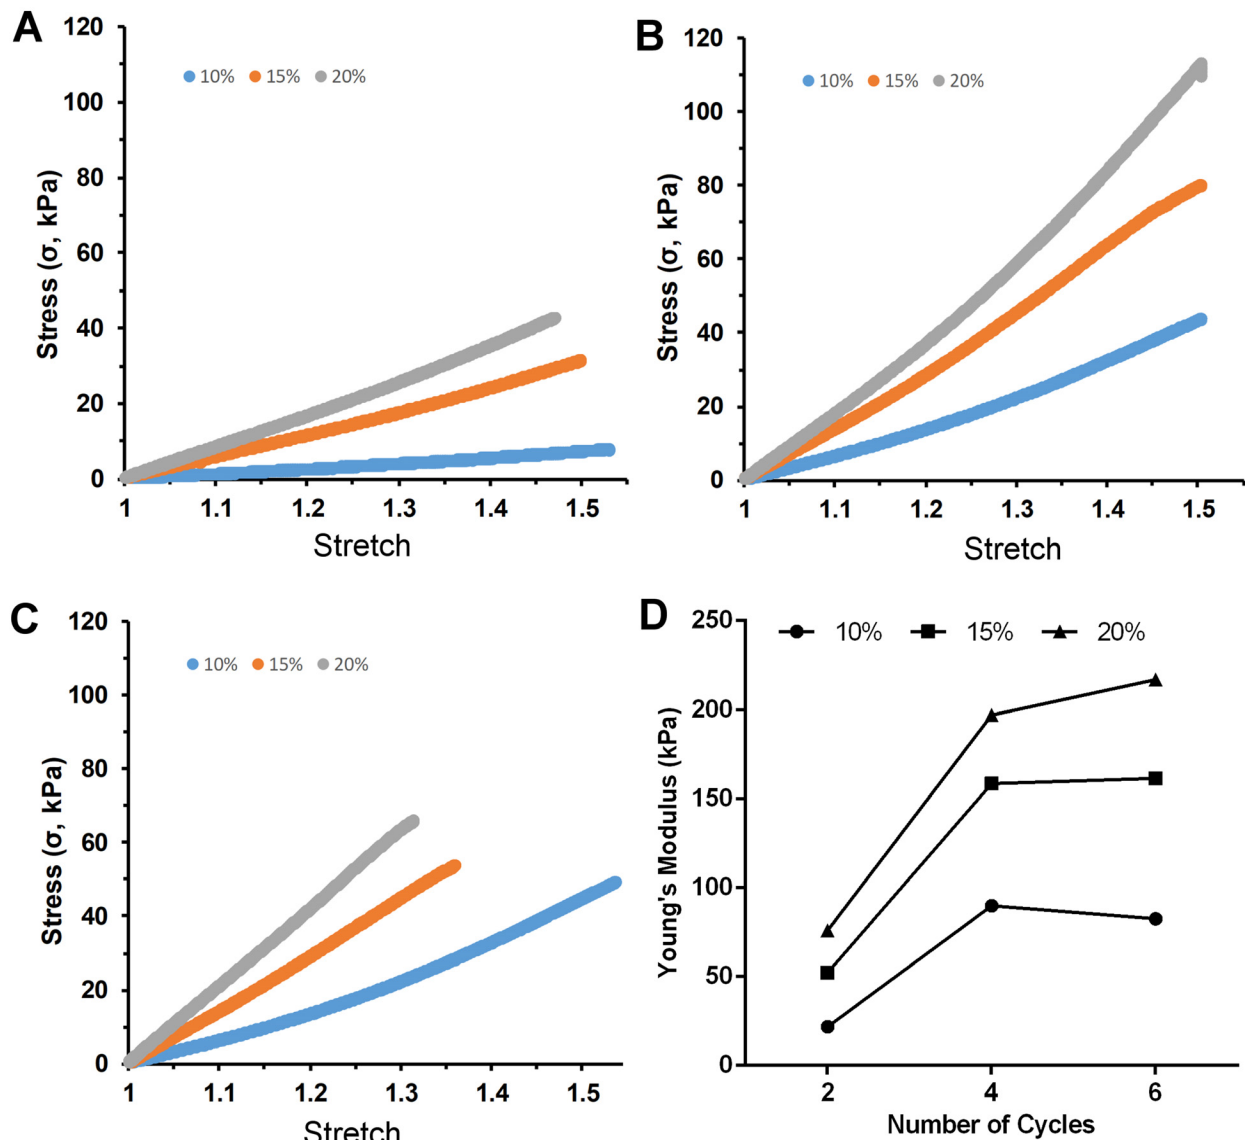 A
120
100
80
60
40
20
0
Stress (σ, kPa)
10% 15% 20%
1 1.1 1.2 1.3 1.4 1.5
Stretch
B
120
100
80
60
40
20
0
Stress (σ, kPa)
10% 15% 20%
1 1.1 1.2 1.3 1.4 1.5
Stretch
C
120
100
80
60
40
20
0
Stress (σ, kPa)
10% 15% 20%
1 1.1 1.2 1.3 1.4 1.5
Stretch
D
250
200
150
100
50
0
Young's Modulus (kPa)
10% 15% 20%
2 4 6
Number of Cycles